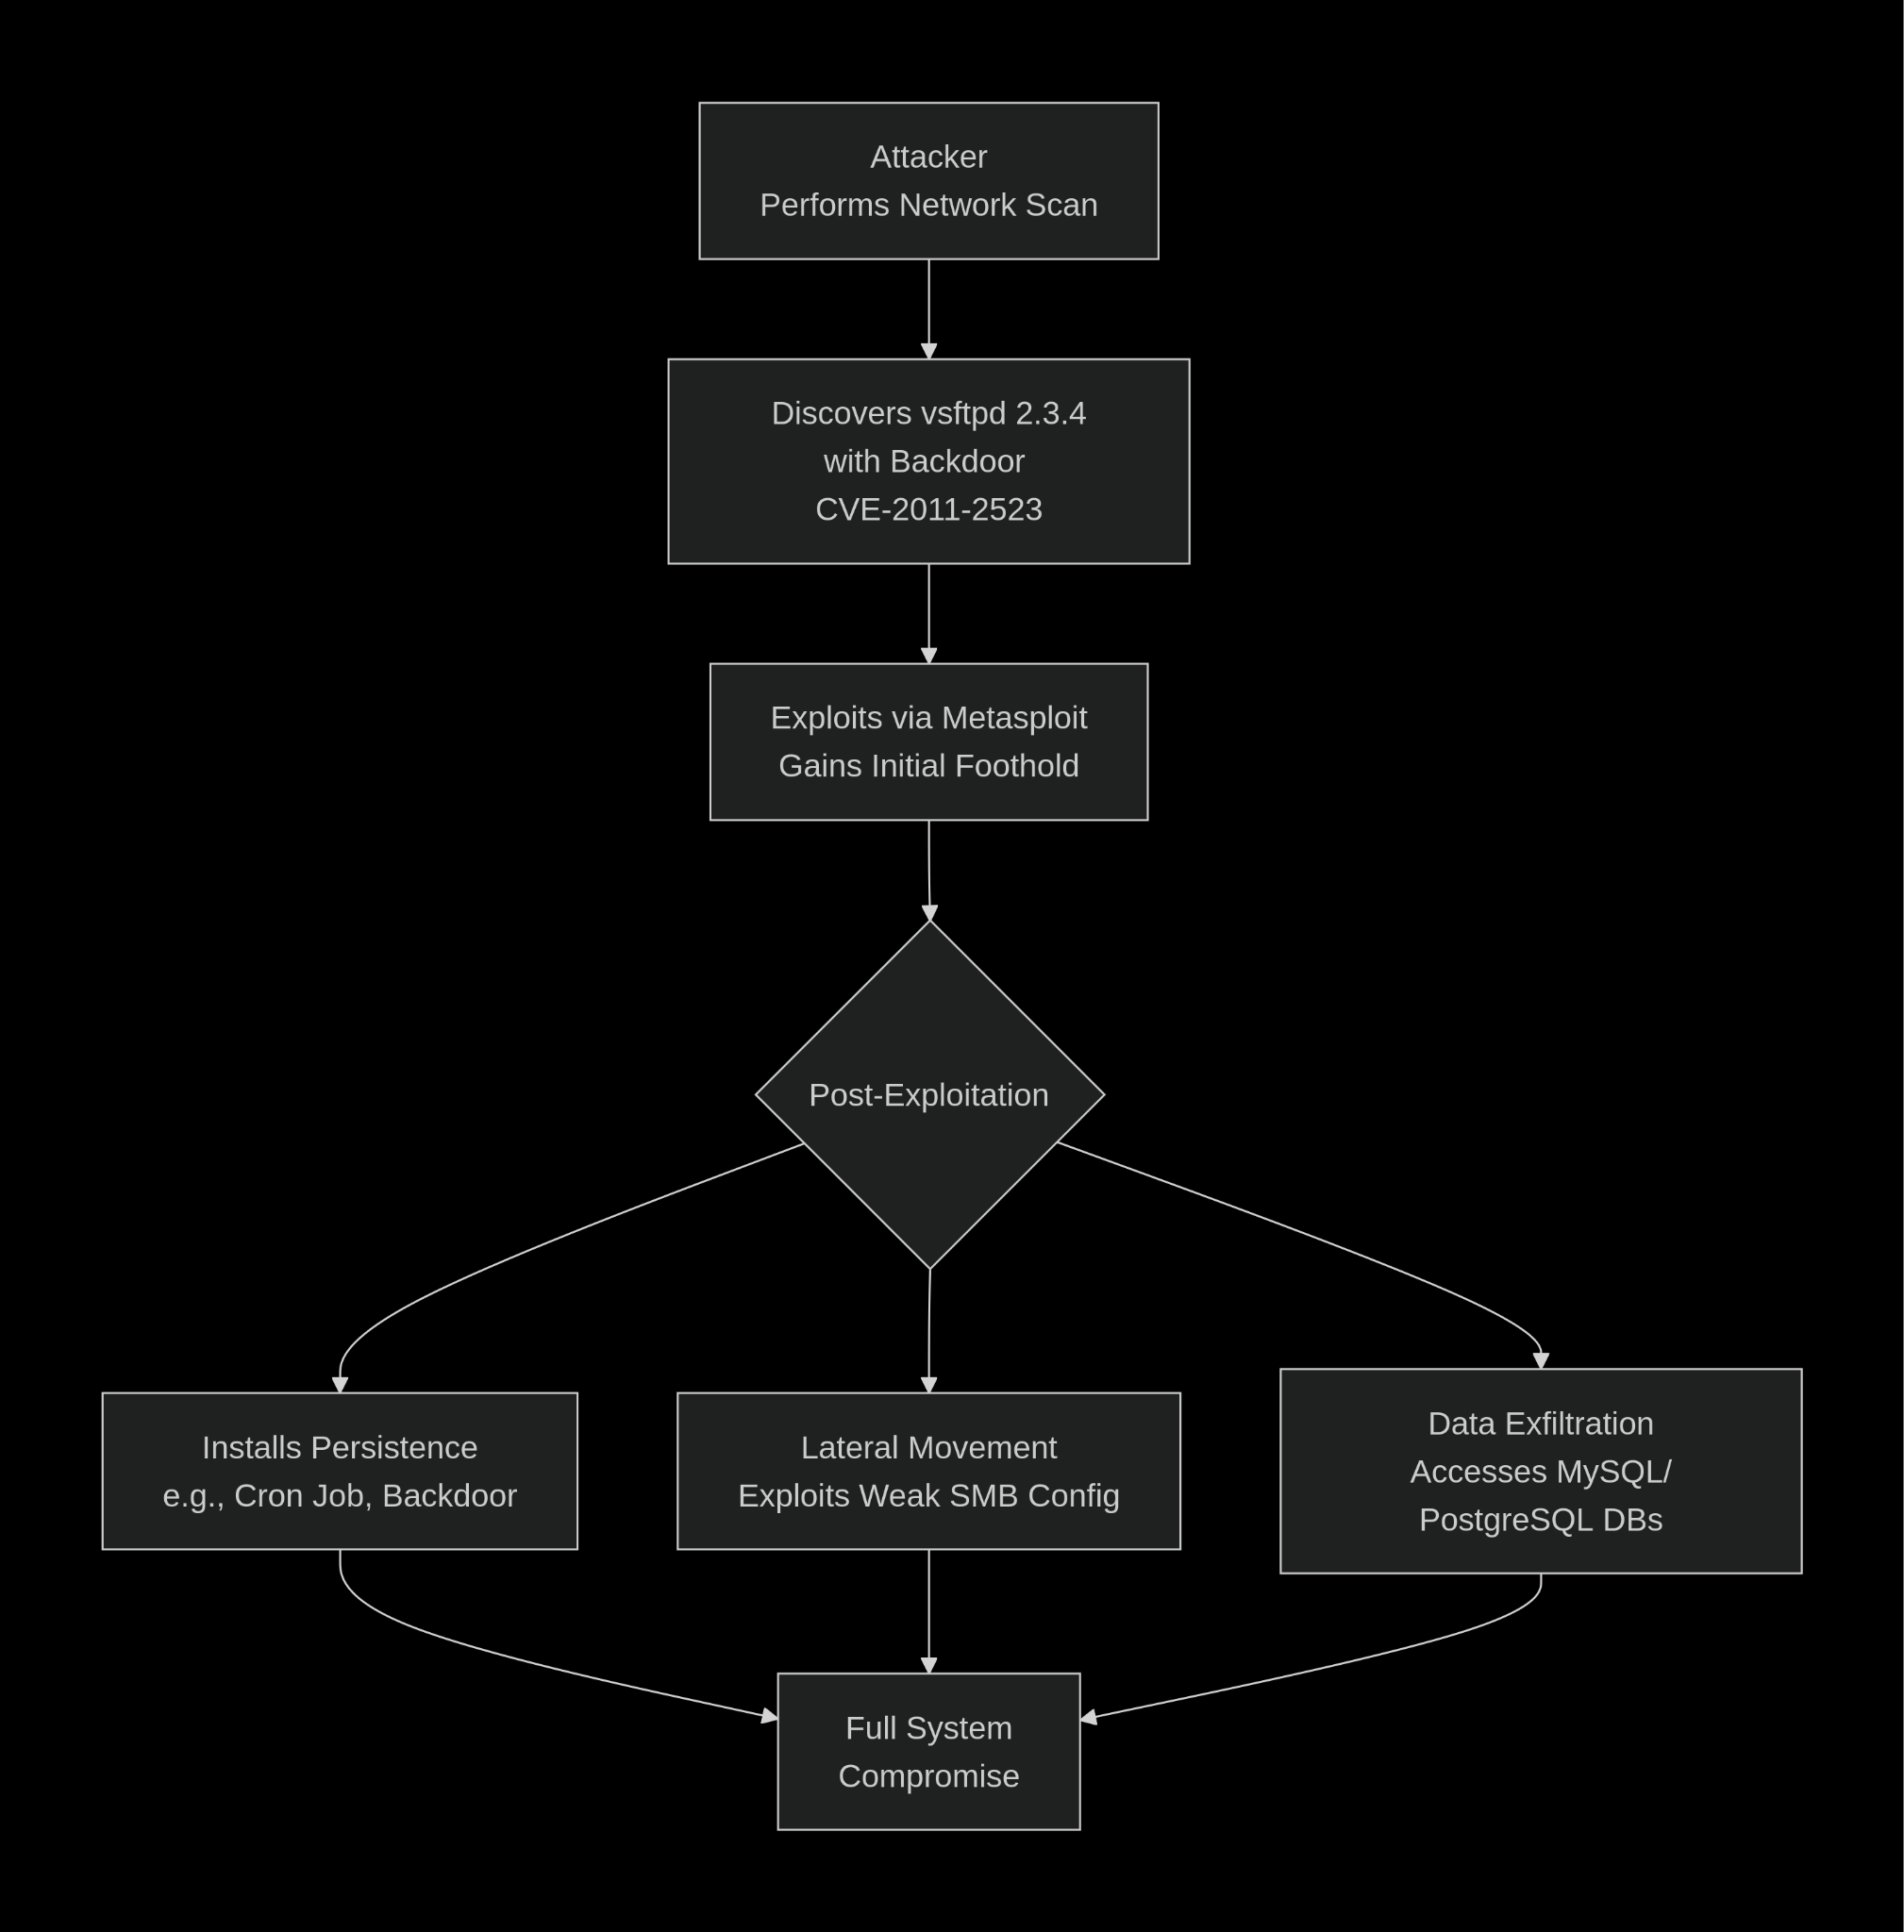 Attacker
Performs Network Scan
Discovers vsftpd 2.3.4
with Backdoor
CVE-2011-2523
Exploits via Metasploit
Gains Initial Foothold
Post-Exploitation
Installs Persistence
e.g., Cron Job, Backdoor
Lateral Movement
Exploits Weak SMB Config
Data Exfiltration
Accesses MySQL/
PostgreSQL DBs
Full System
Compromise